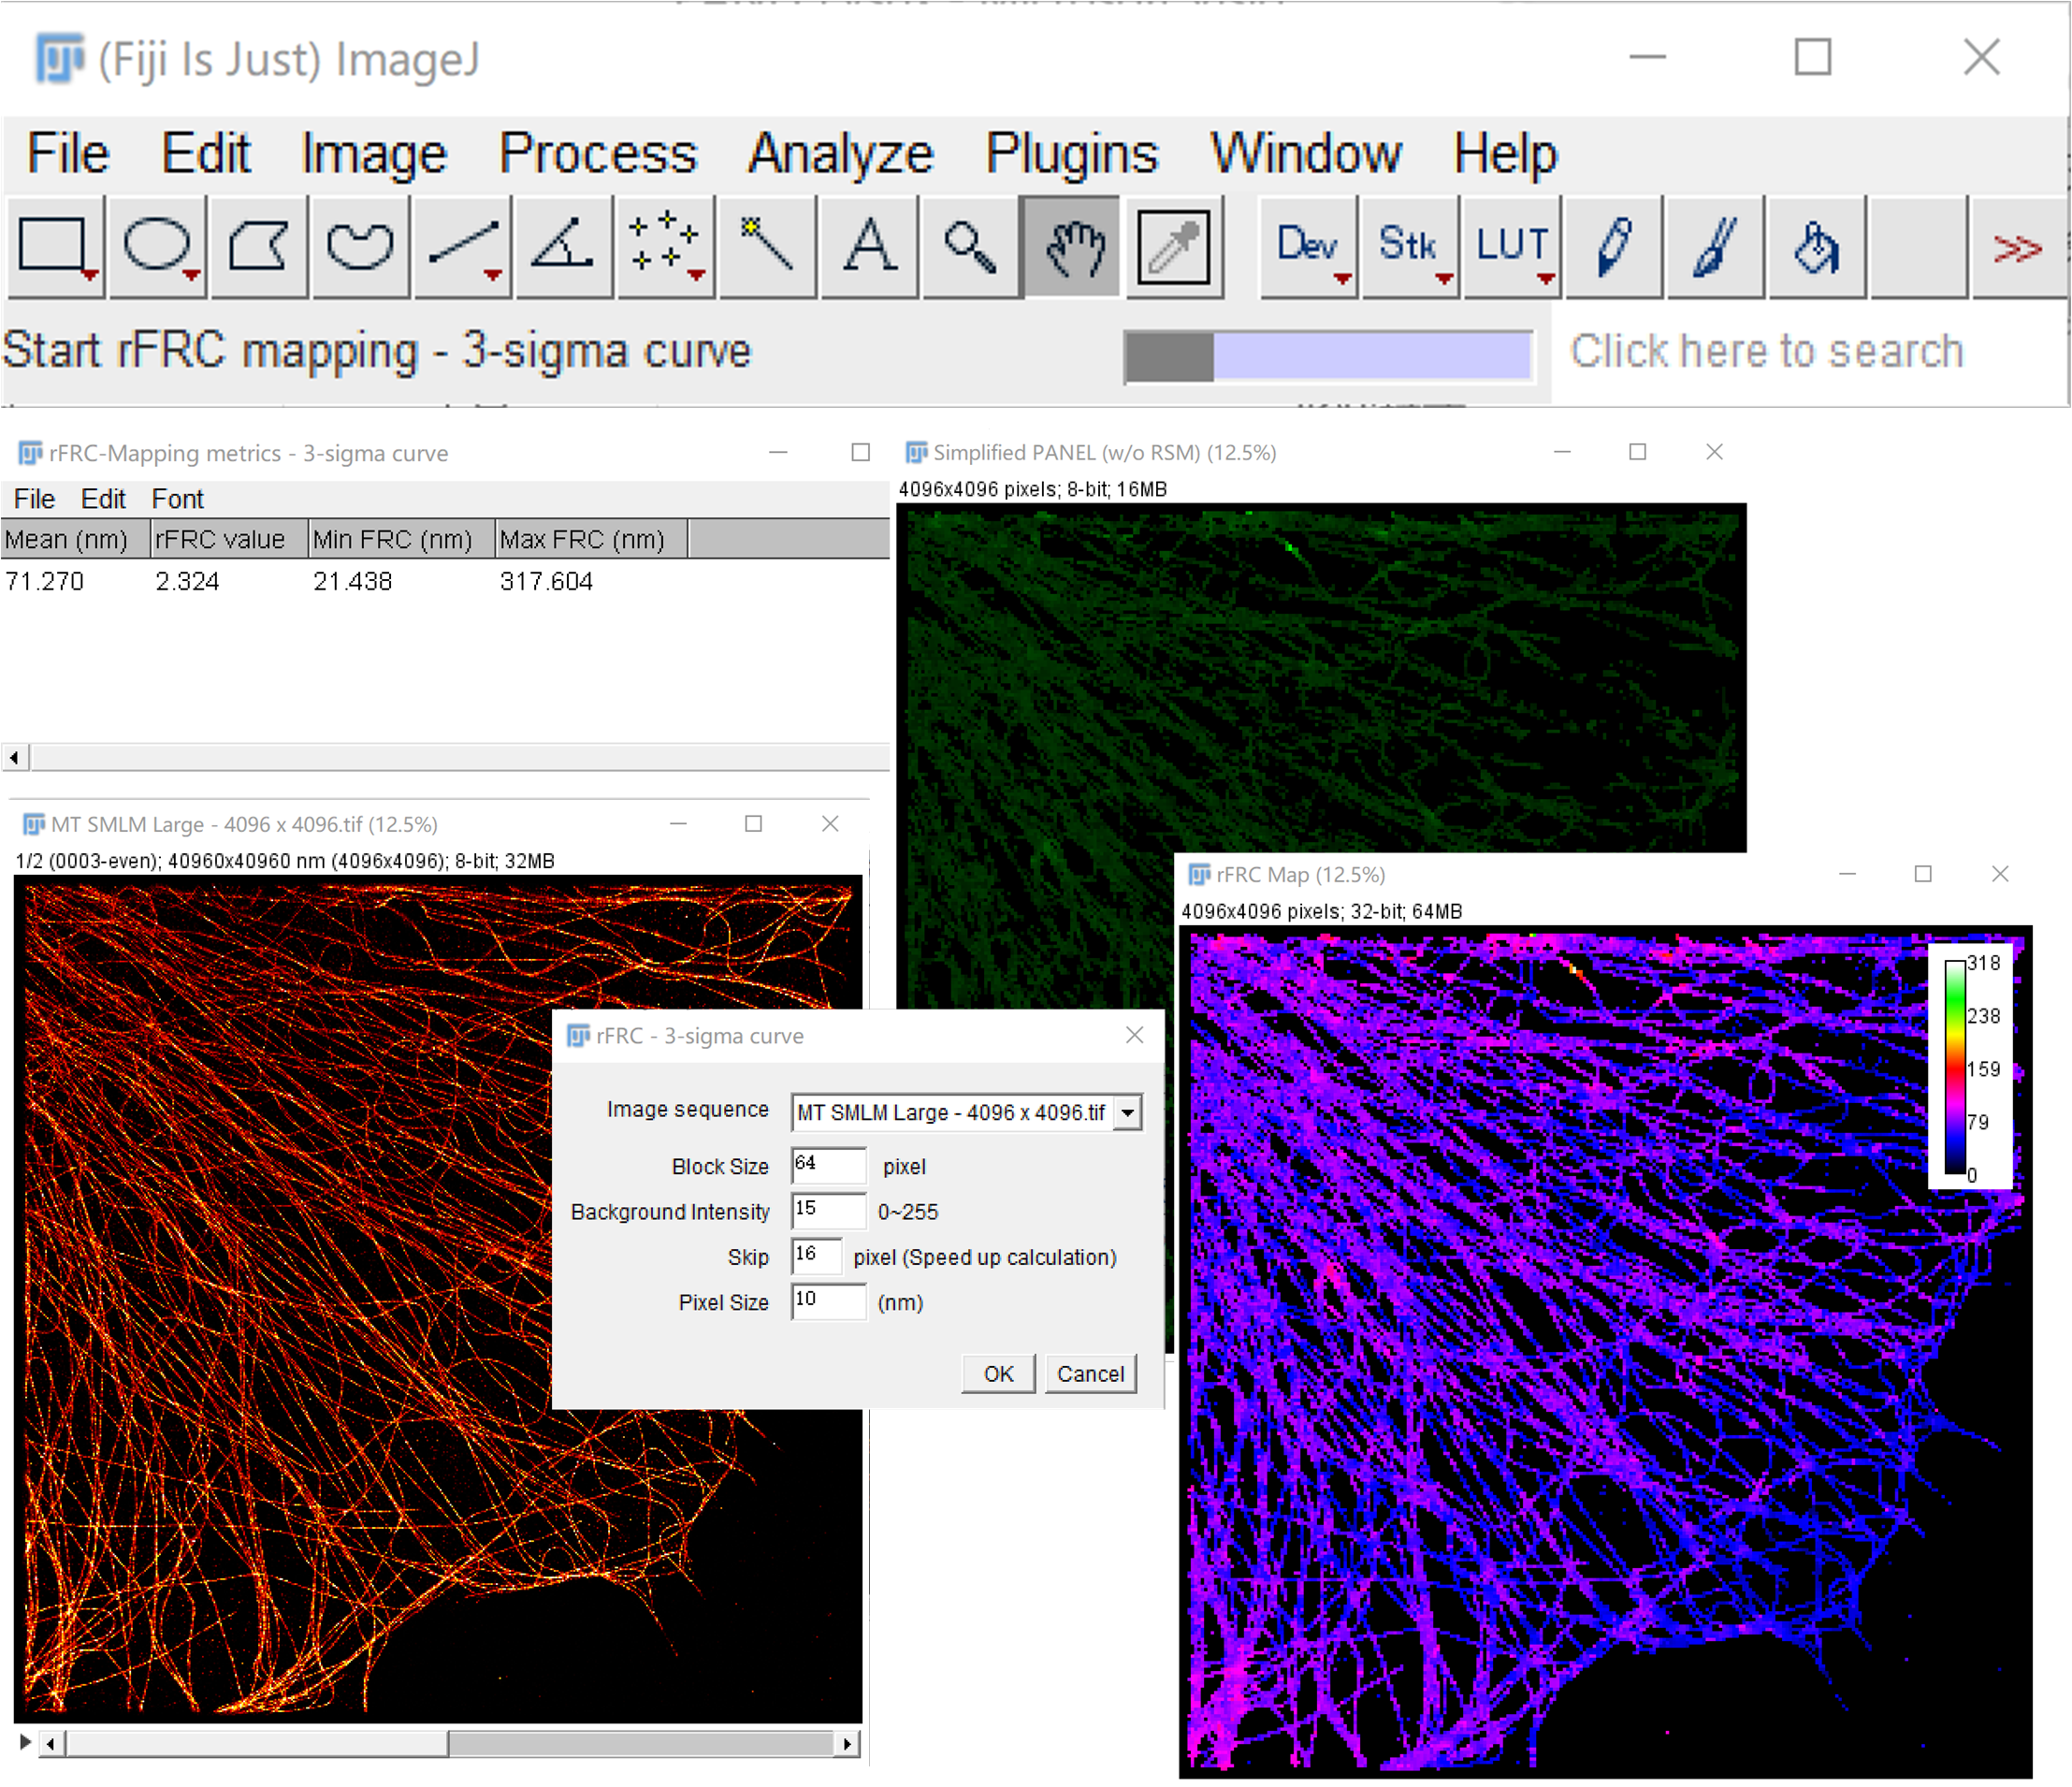 (Fiji Is Just) ImageJ
File Edit Image Process Analyze Plugins Window Help
A Dev Stk LUT >>
Start rFRC mapping - 3-sigma curve
Click here to search
rFRC-Mapping metrics - 3-sigma curve
File Edit Font
Mean (nm) rFRC value Min FRC (nm) Max FRC (nm)
71.270 2.324 21.438 317.604
Simplified PANEL (w/o RSM) (12.5%)
4096x4096 pixels; 8-bit; 16MB
MT SMLM Large - 4096 x 4096.tif (12.5%)
1/2 (0003-even); 40960x40960 nm (4096x4096); 8-bit; 32MB
rFRC - 3-sigma curve
Image sequence MT SMLM Large - 4096 x 4096.tif
Block Size 64 pixel
Background Intensity 15 0~255
Skip 16 pixel (Speed up calculation)
Pixel Size 10 (nm)
OK Cancel
rFRC Map (12.5%)
4096x4096 pixels; 32-bit; 64MB
318
238
159
79
0